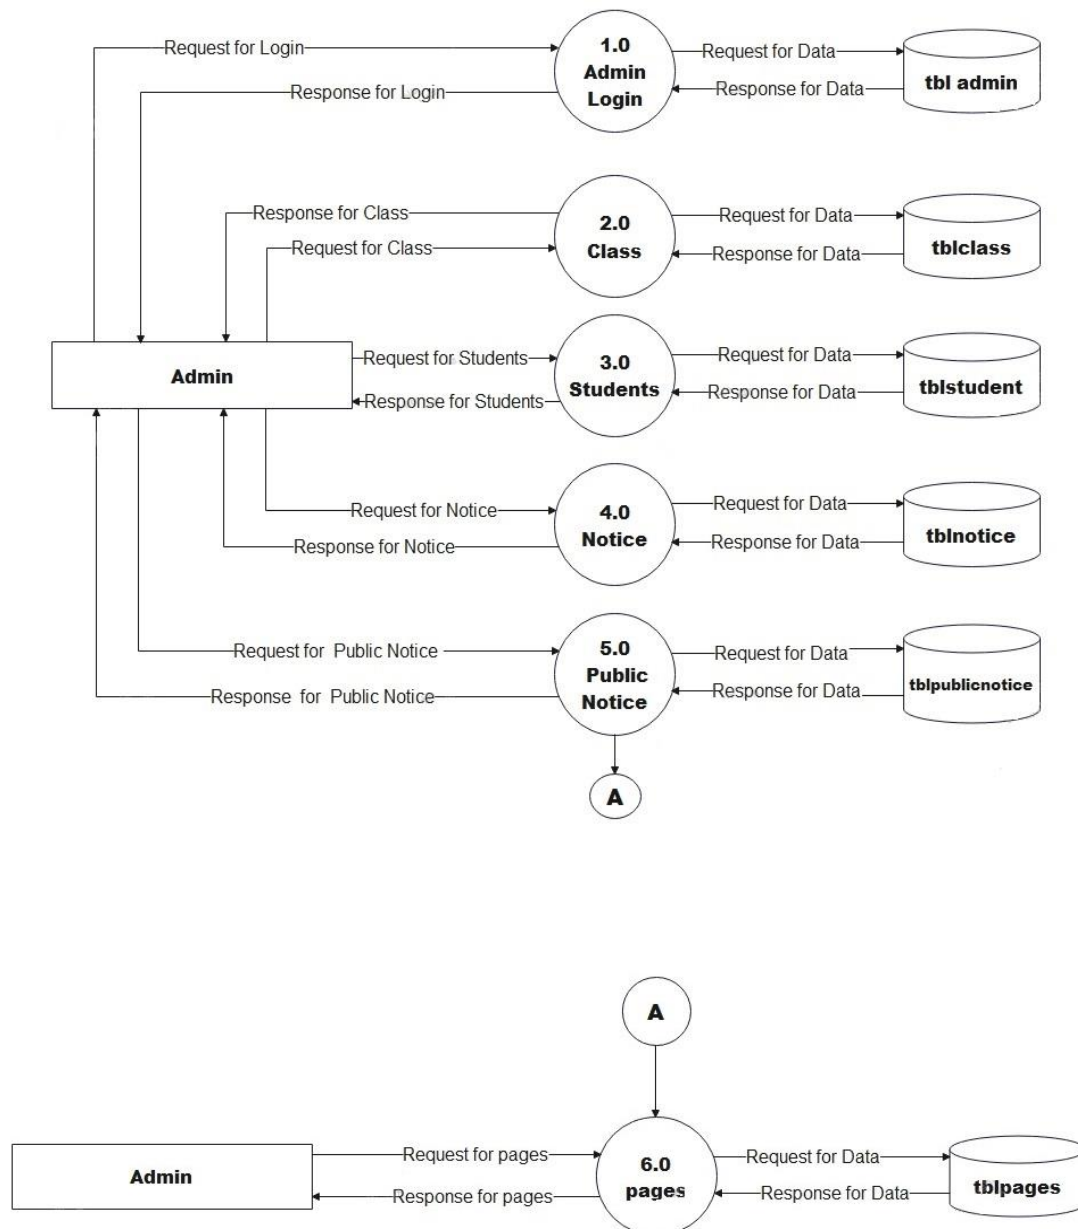 Request for Login
1.0
Admin
Login
Request for Data
tbl admin
Response for Login
Response for Data
Response for Class
2.0
Class
Request for Data
tblclass
Request for Class
Response for Data
Admin
Request for Students
3.0
Students
Request for Data
tblstudent
Response for Students
Response for Data
Request for Notice
4.0
Notice
Request for Data
tblnotice
Response for Notice
Response for Data
Request for Public Notice
5.0
Public
Notice
Request for Data
tblpublicnotice
Response for Public Notice
Response for Data
A
A
Admin
Request for pages
6.0
pages
Request for Data
tblpages
Response for pages
Response for Data